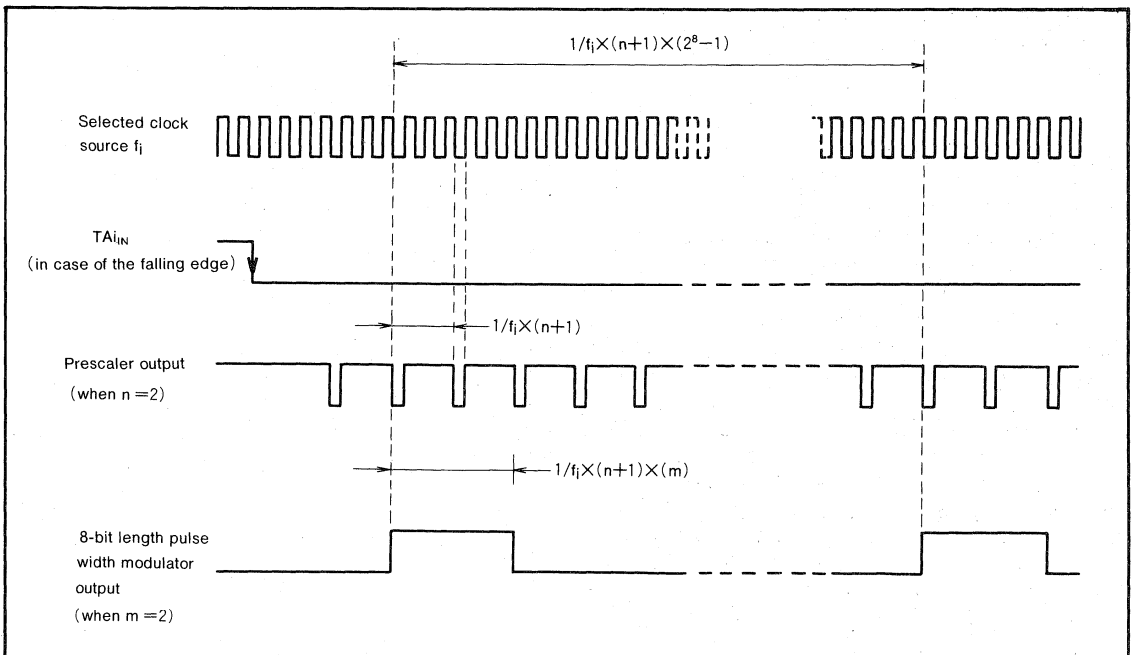 1/fᵢ×(n+1)×(2⁸−1)
Selected clock
source fᵢ
TAi_IN
(in case of the falling edge)
1/fᵢ×(n+1)
Prescaler output
(when n=2)
1/fᵢ×(n+1)×(m)
8-bit length pulse
width modulator
output
(when m=2)